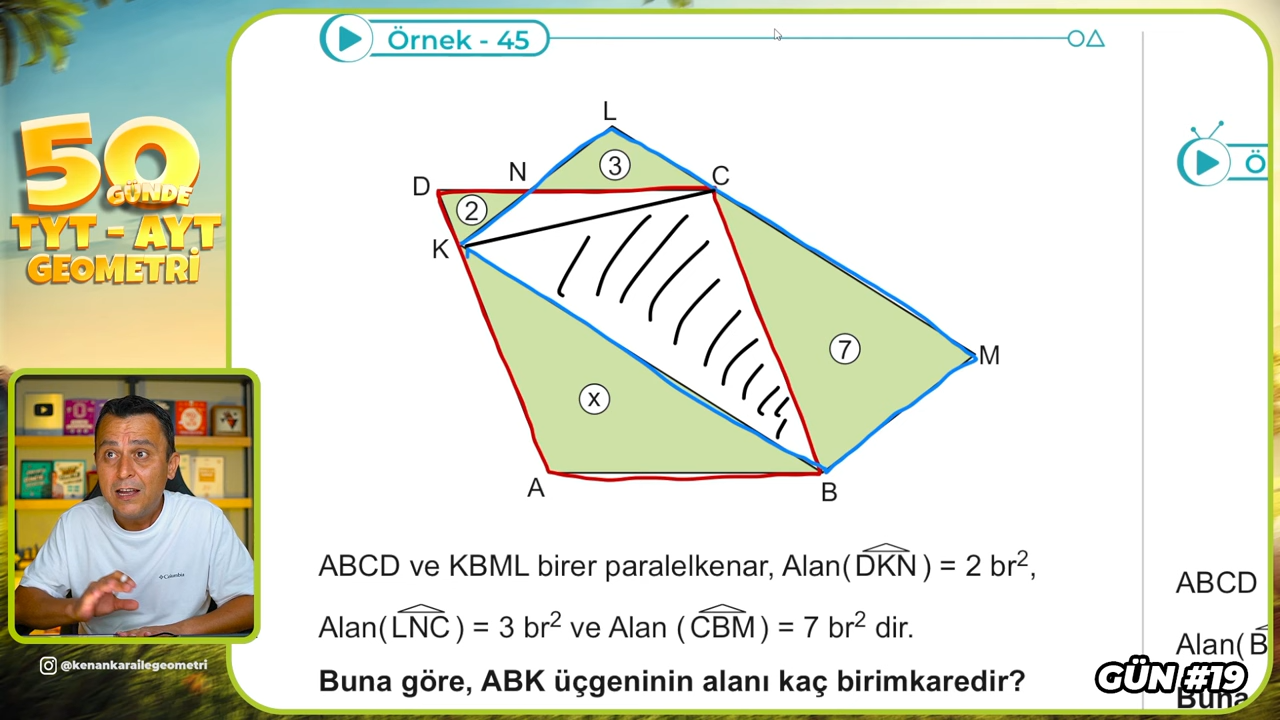 Örnek - 45
50
GÜNDE
TYT - AYT
GEOMETRİ
L
N
3
C
D
2
K
M
7
x
A
B
ABCD ve KBML birer paralelkenar, Alan(DKN) = 2 br²,
Alan(LNC) = 3 br² ve Alan (CBM) = 7 br² dir.
Buna göre, ABK üçgeninin alanı kaç birimkaredir?
Ö
ABCD
Alan(B
Buna
GÜN #19
@kenankarailegeometri
Columbia